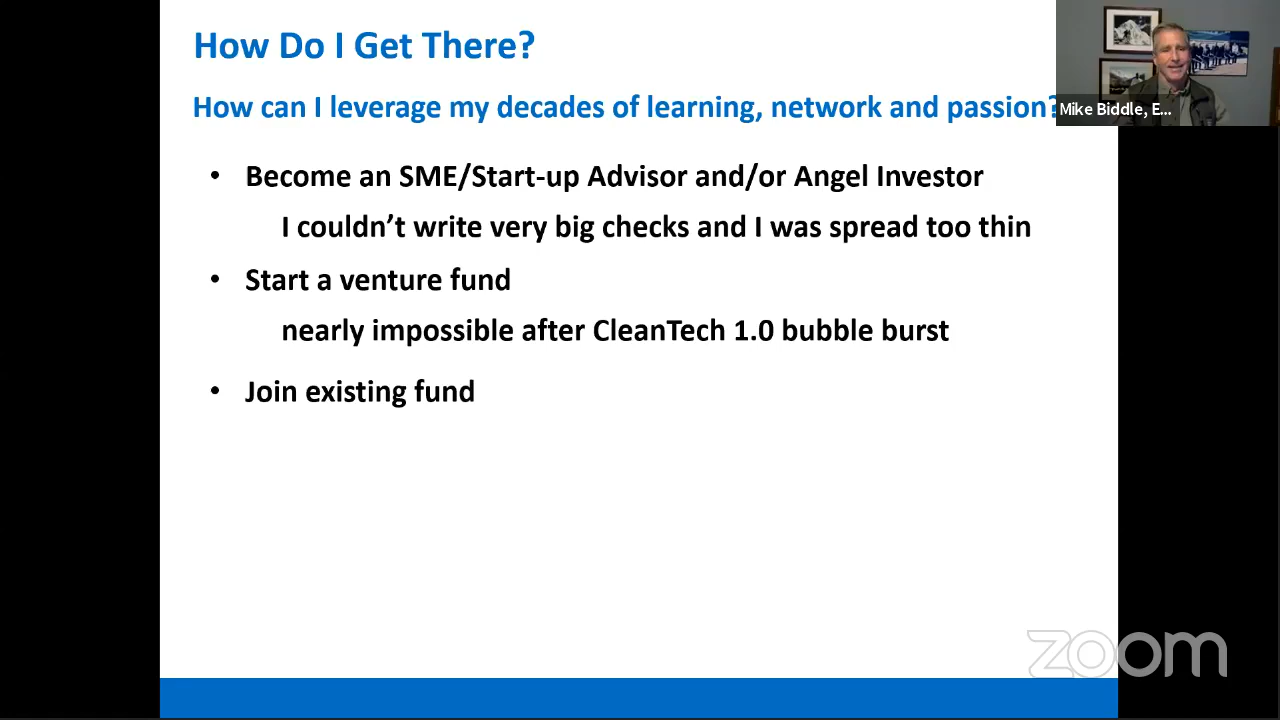 How Do I Get There?
How can I leverage my decades of learning, network and passion?
Mike Biddle, E...
• Become an SME/Start-up Advisor and/or Angel Investor
I couldn’t write very big checks and I was spread too thin
• Start a venture fund
nearly impossible after CleanTech 1.0 bubble burst
• Join existing fund
zoom